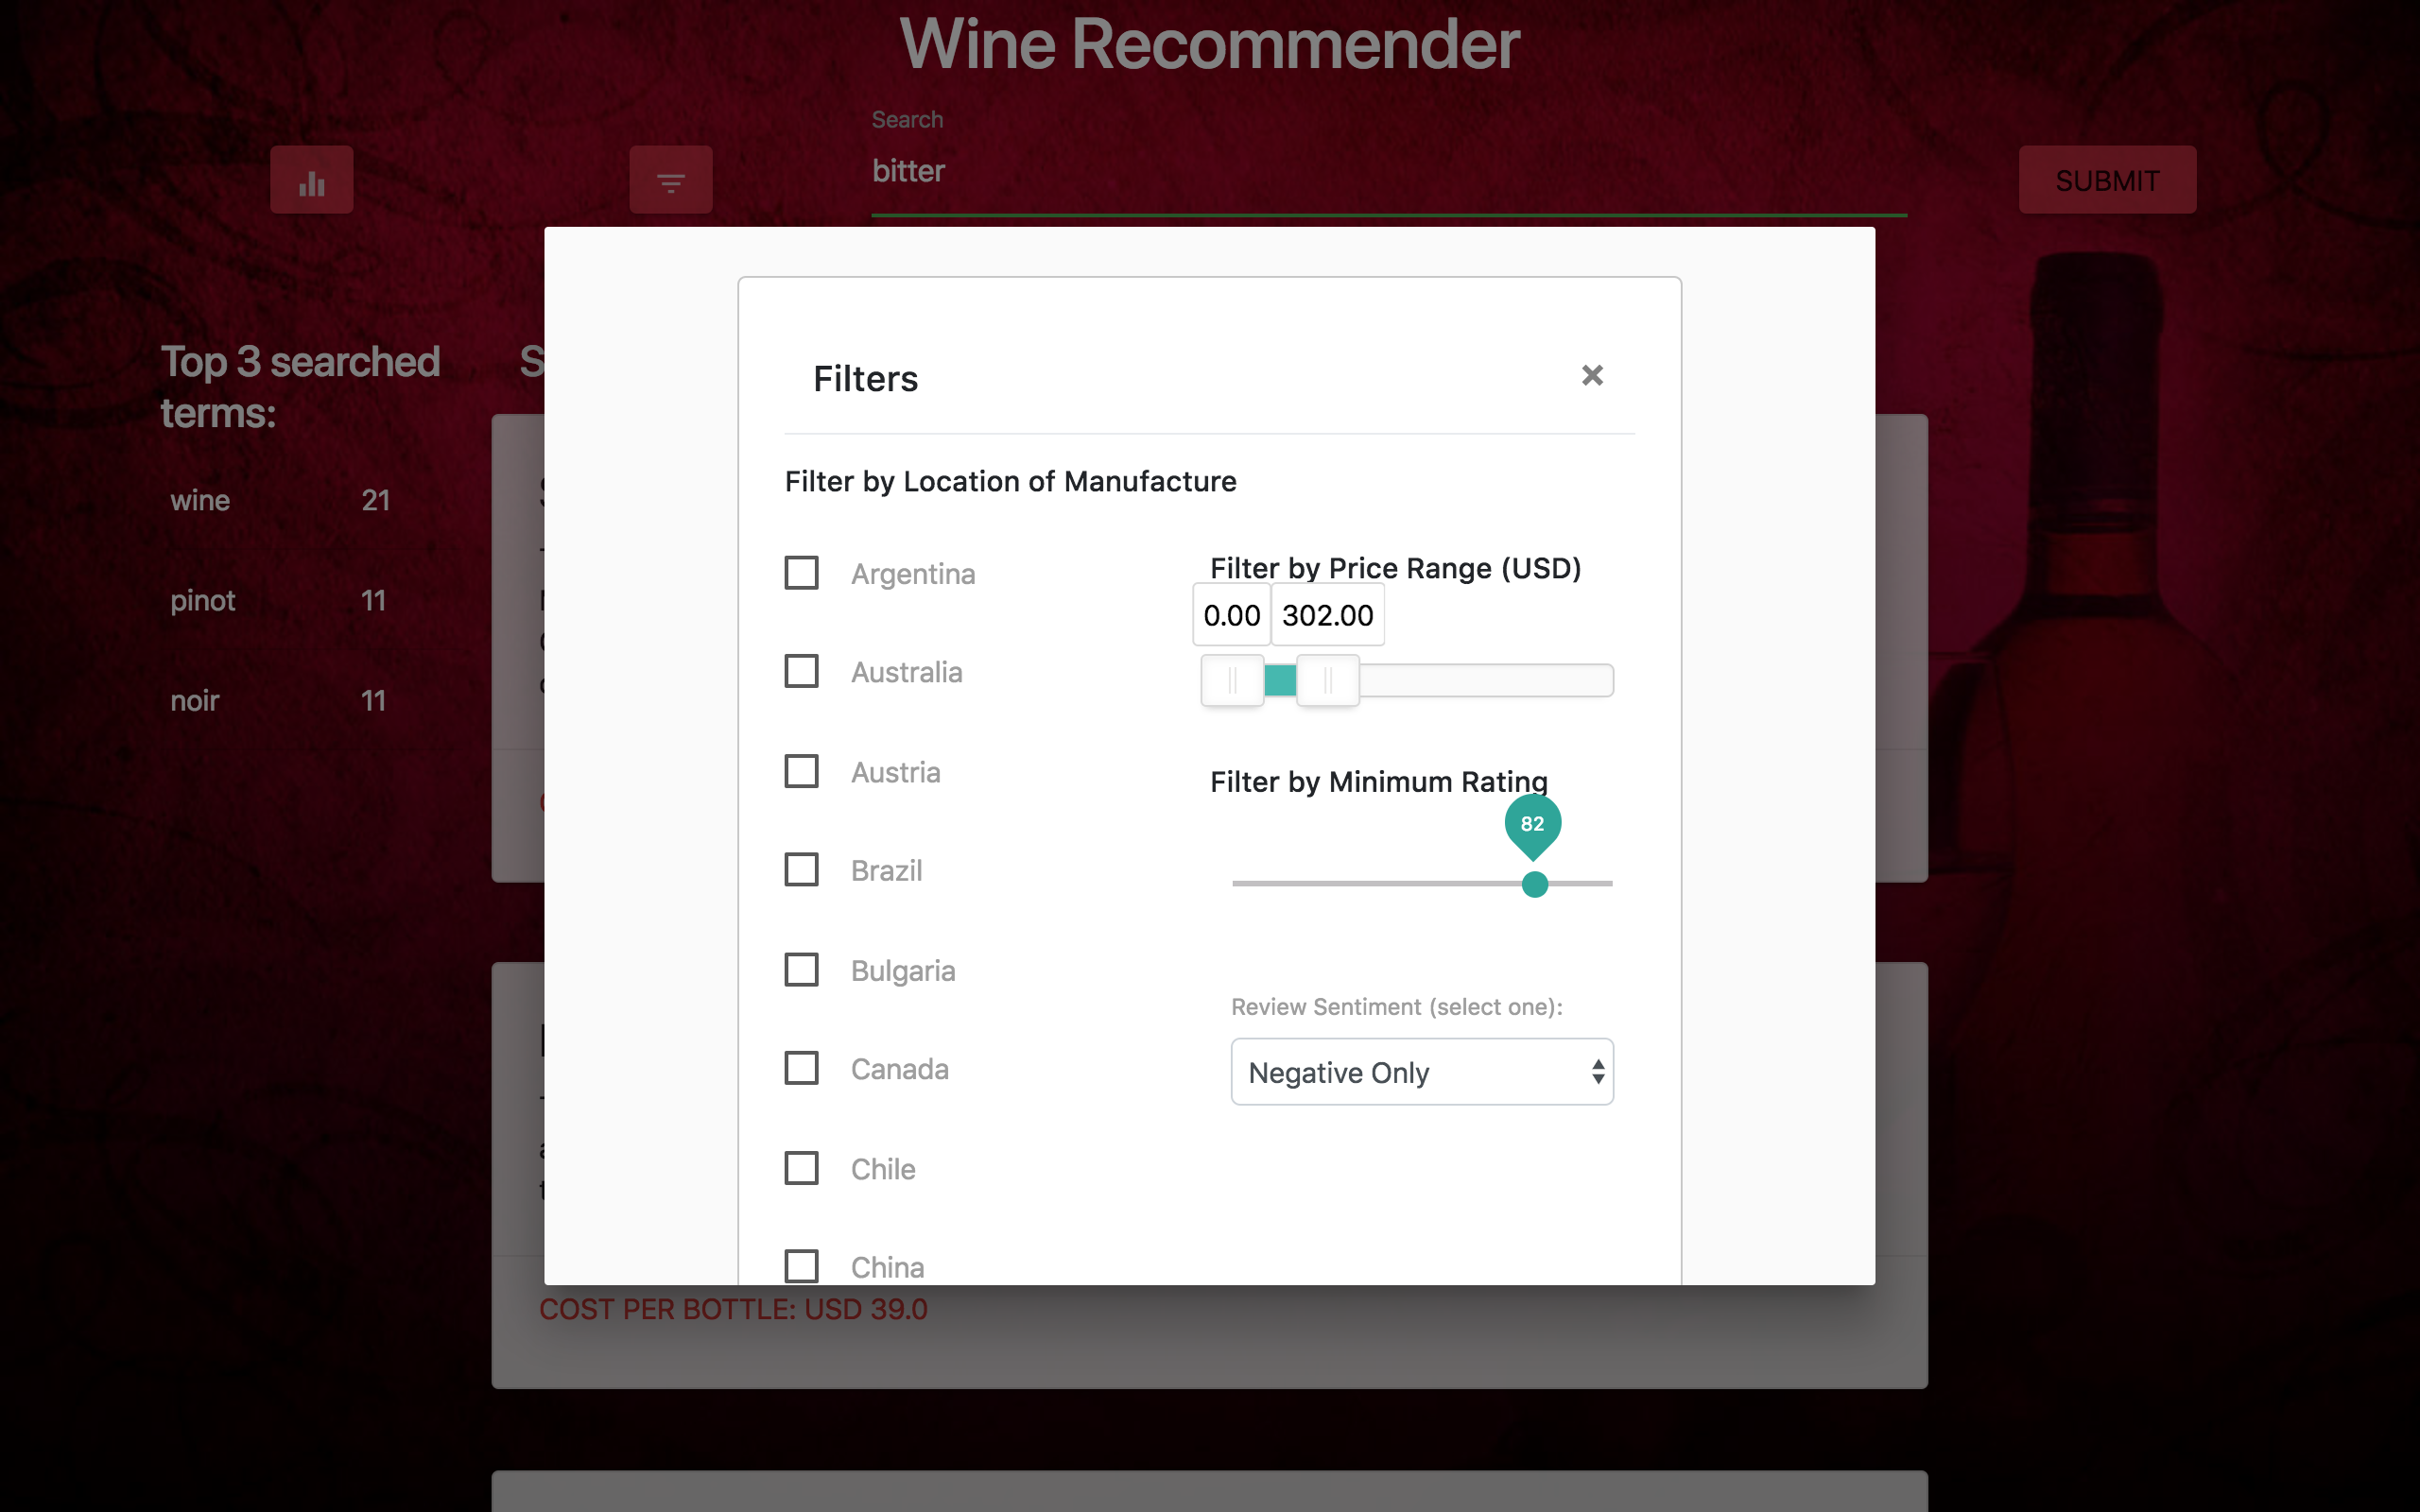 Wine Recommender
Search
bitter
SUBMIT
Top 3 searched
terms:
wine 21
pinot 11
noir 11
Filters
Filter by Location of Manufacture
Argentina
Australia
Austria
Brazil
Bulgaria
Canada
Chile
China
Filter by Price Range (USD)
0.00 302.00
Filter by Minimum Rating
82
Review Sentiment (select one):
Negative Only
COST PER BOTTLE: USD 39.0